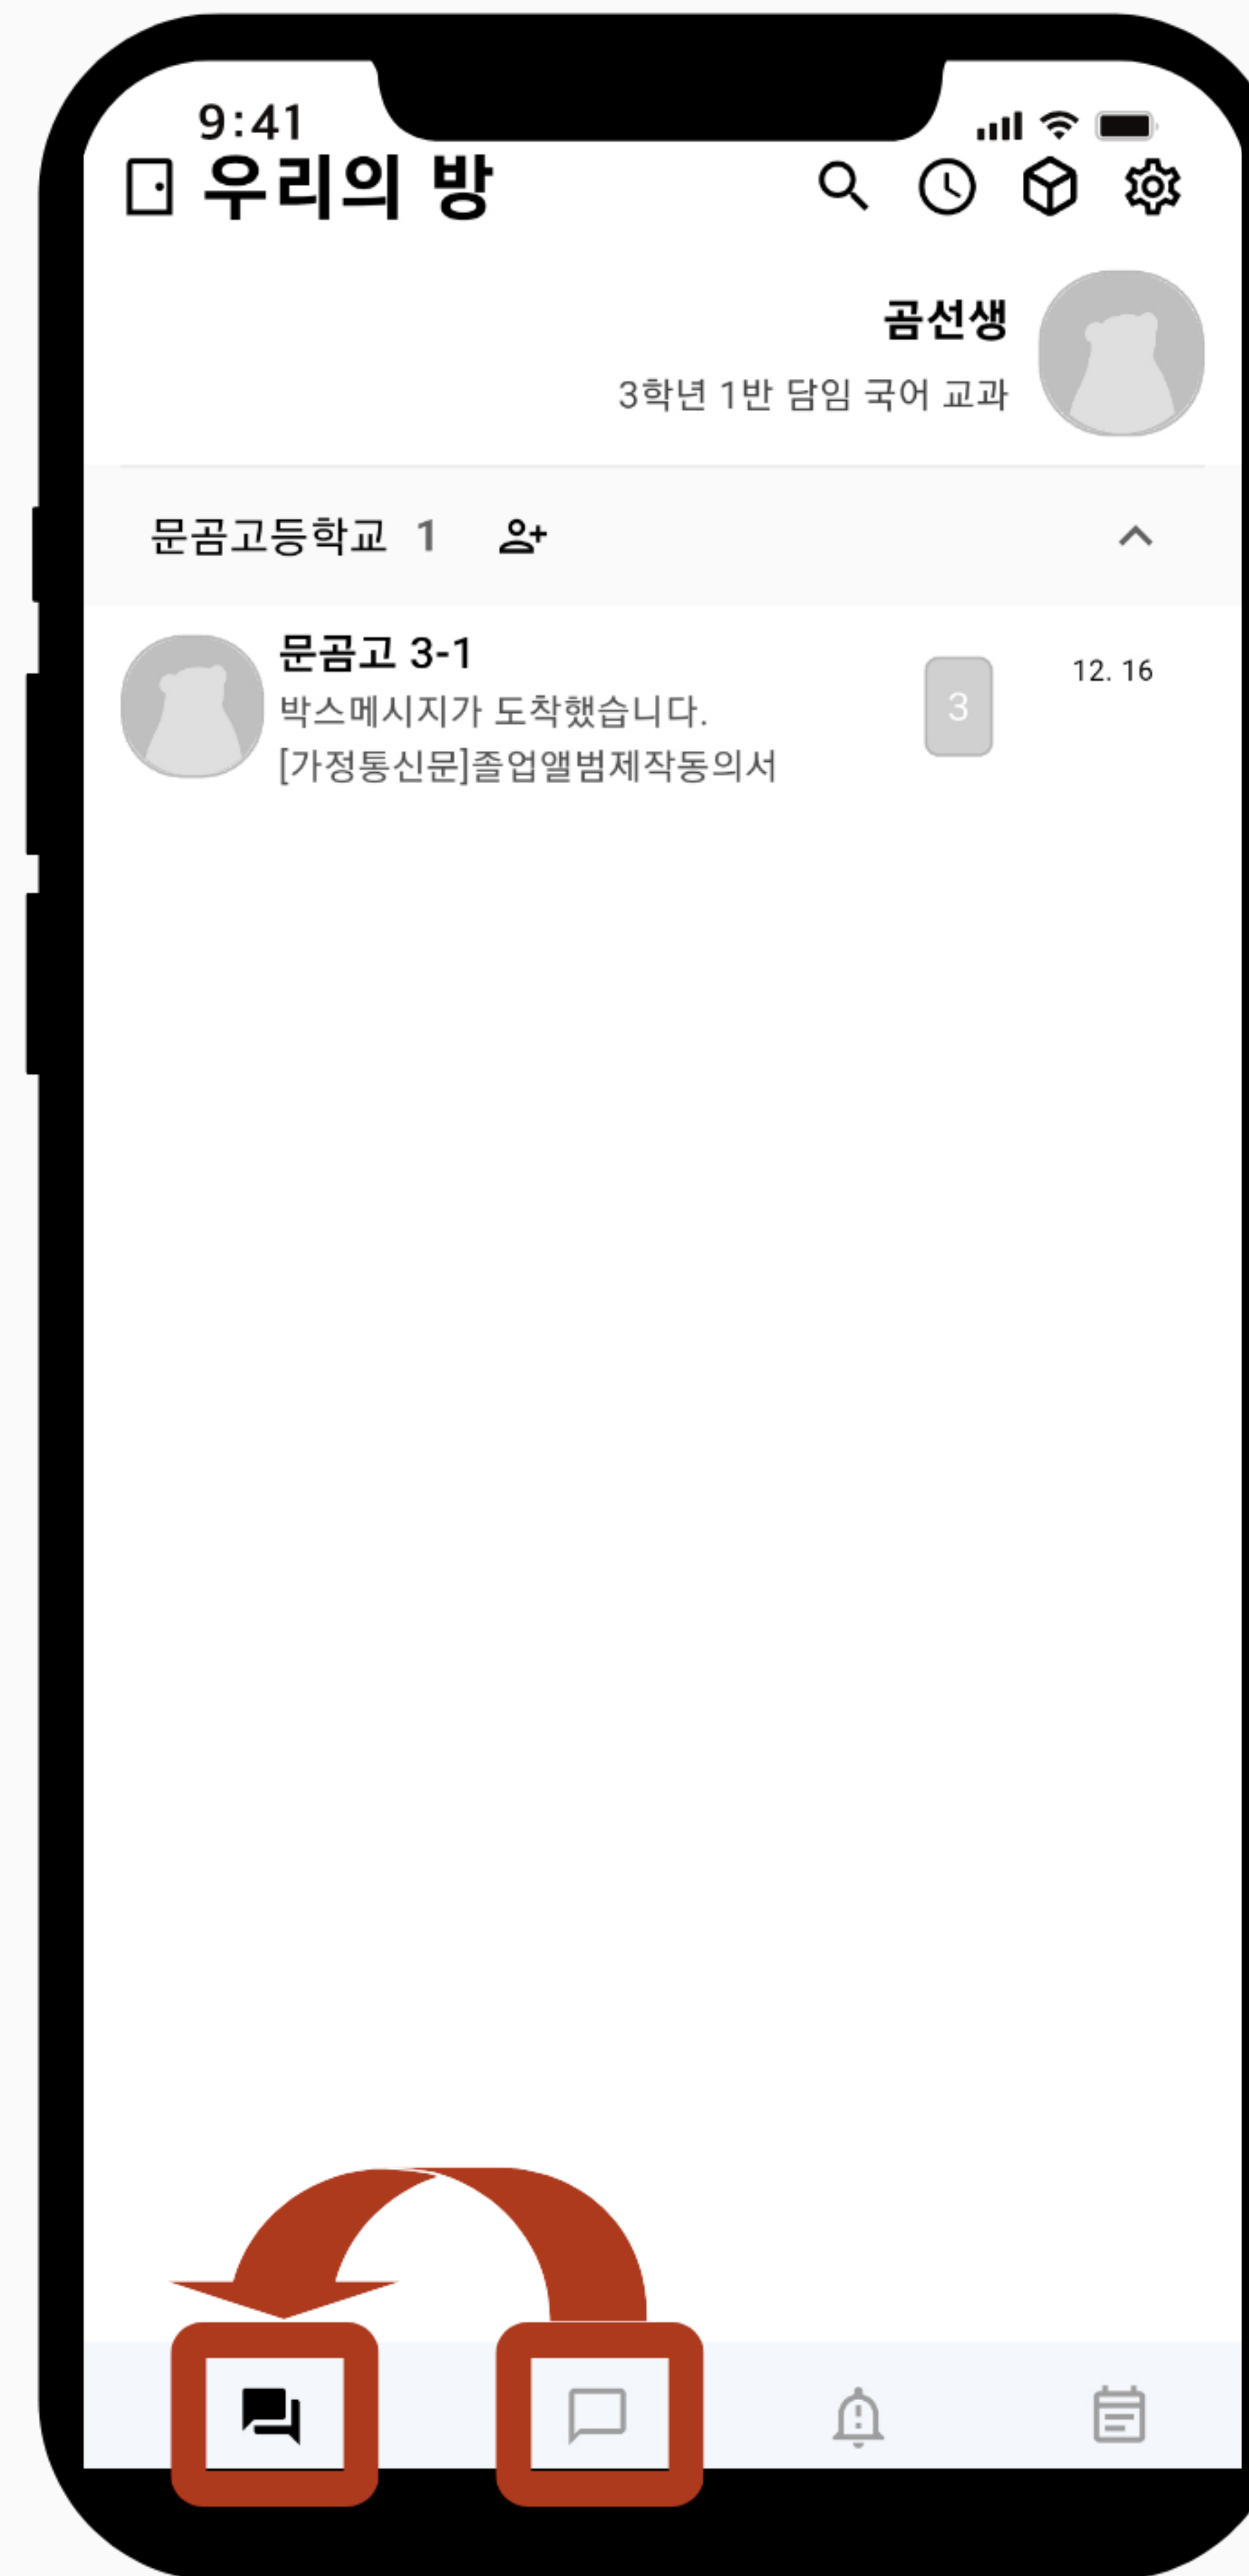 9:41
우리의 방
곰선생
3학년 1반 담임 국어 교과
문곰고등학교 1
문곰고 3-1
박스메시지가 도착했습니다.
[가정통신문]졸업앨범제작동의서
3
12. 16